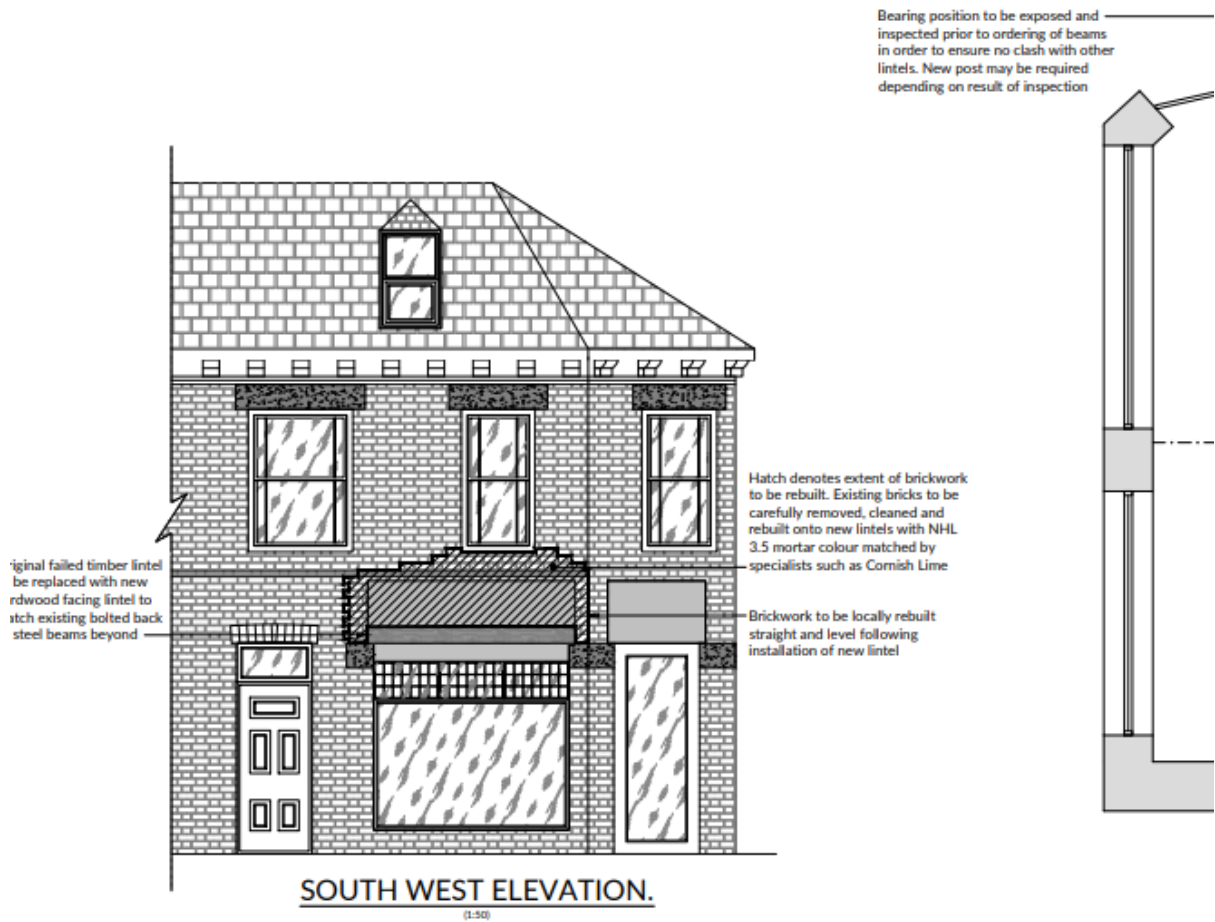 Bearing position to be exposed and
inspected prior to ordering of beams
in order to ensure no clash with other
lintels. New post may be required
depending on result of inspection
Hatch denotes extent of brickwork
to be rebuilt. Existing bricks to be
carefully removed, cleaned and
rebuilt onto new lintels with NHL
3.5 mortar colour matched by
specialists such as Cornish Lime
iginal failed timber lintel
be replaced with new
rdwood facing lintel to
atch existing bolted back
steel beams beyond
Brickwork to be locally rebuilt
straight and level following
installation of new lintel
SOUTH WEST ELEVATION.
(1:50)